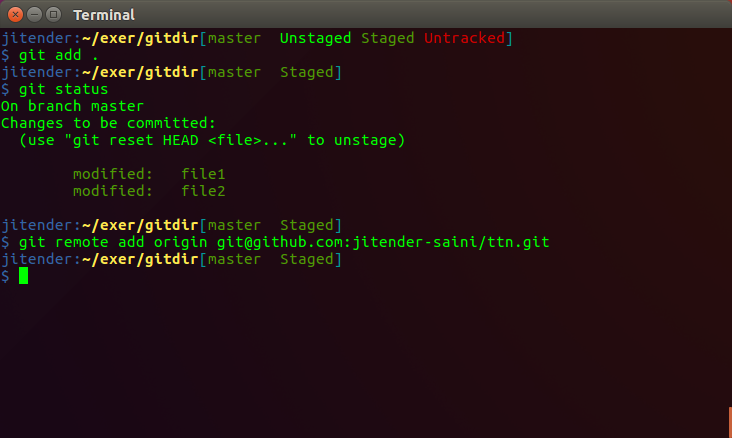 Terminal
jitender:~/exer/gitdir[master  Unstaged Staged Untracked]
$ git add .
jitender:~/exer/gitdir[master  Staged]
$ git status
On branch master
Changes to be committed:
  (use "git reset HEAD <file>..." to unstage)
        modified:   file1
        modified:   file2
jitender:~/exer/gitdir[master  Staged]
$ git remote add origin git@github.com:jitender-saini/ttn.git
jitender:~/exer/gitdir[master  Staged]
$